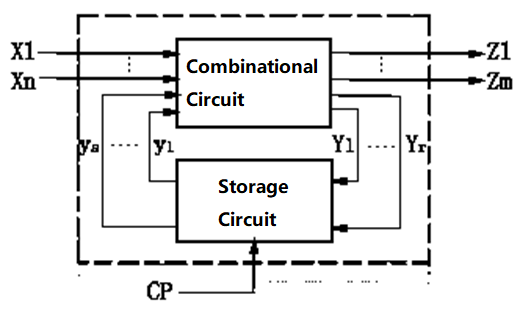 X1
Z1
Combinational
Xn
Zm
Circuit
ys
y1
Y1
Yr
Storage
Circuit
CP